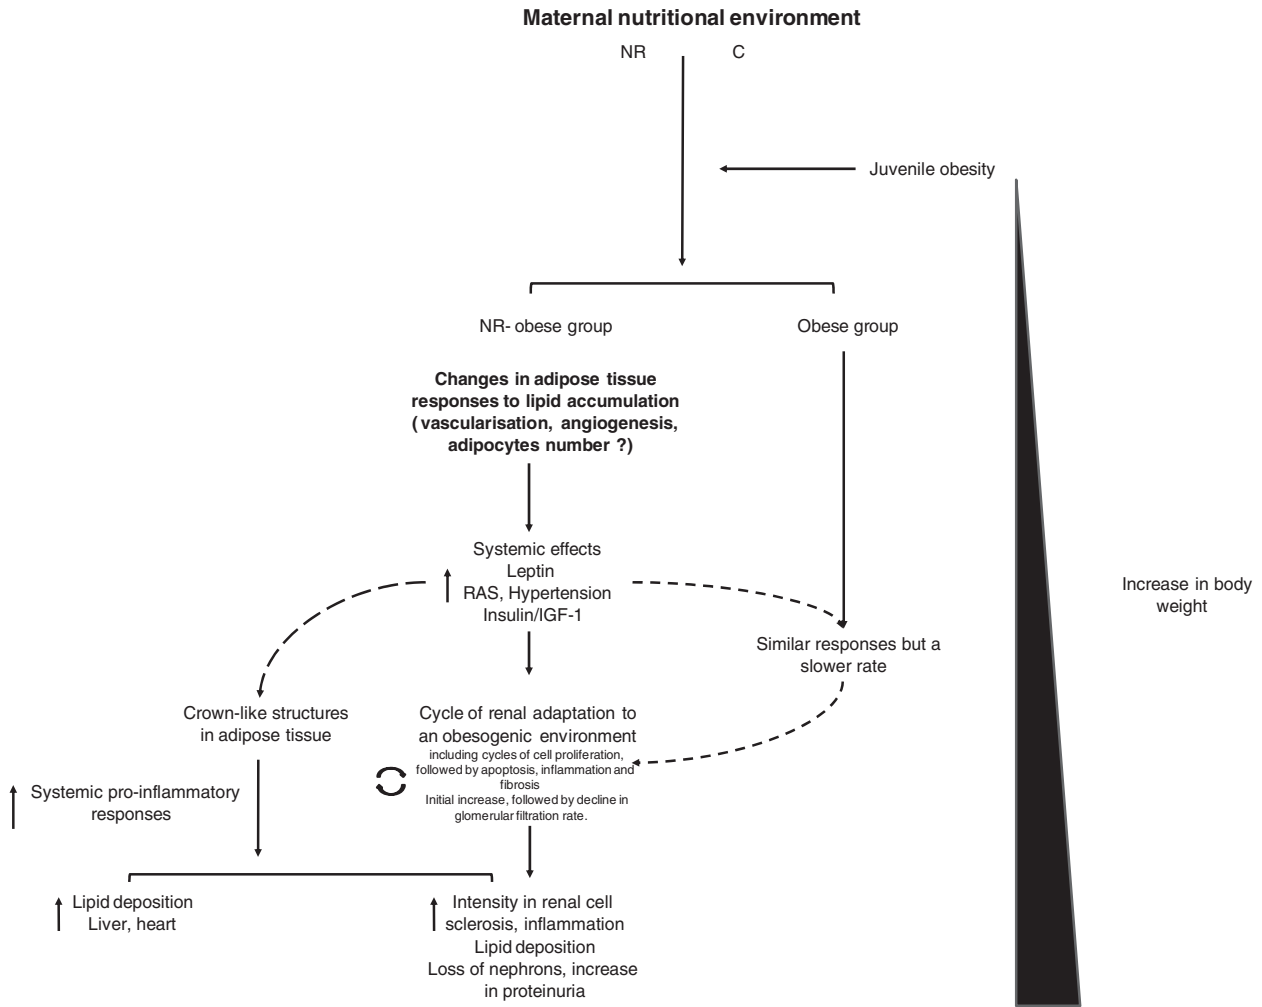 Maternal nutritional environment
NR
C
Juvenile obesity
NR- obese group
Obese group
Changes in adipose tissue
responses to lipid accumulation
( vascularisation, angiogenesis,
adipocytes number ?)
Systemic effects
Leptin
RAS, Hypertension
Insulin/IGF-1
Increase in body
weight
Similar responses but a
slower rate
Crown-like structures
in adipose tissue
Cycle of renal adaptation to
an obesogenic environment
including cycles of cell proliferation,
followed by apoptosis, inflammation and
fibrosis
Initial increase, followed by decline in
glomerular filtration rate.
Systemic pro-inflammatory
responses
Lipid deposition
Liver, heart
Intensity in renal cell
sclerosis, inflammation
Lipid deposition
Loss of nephrons, increase
in proteinuria